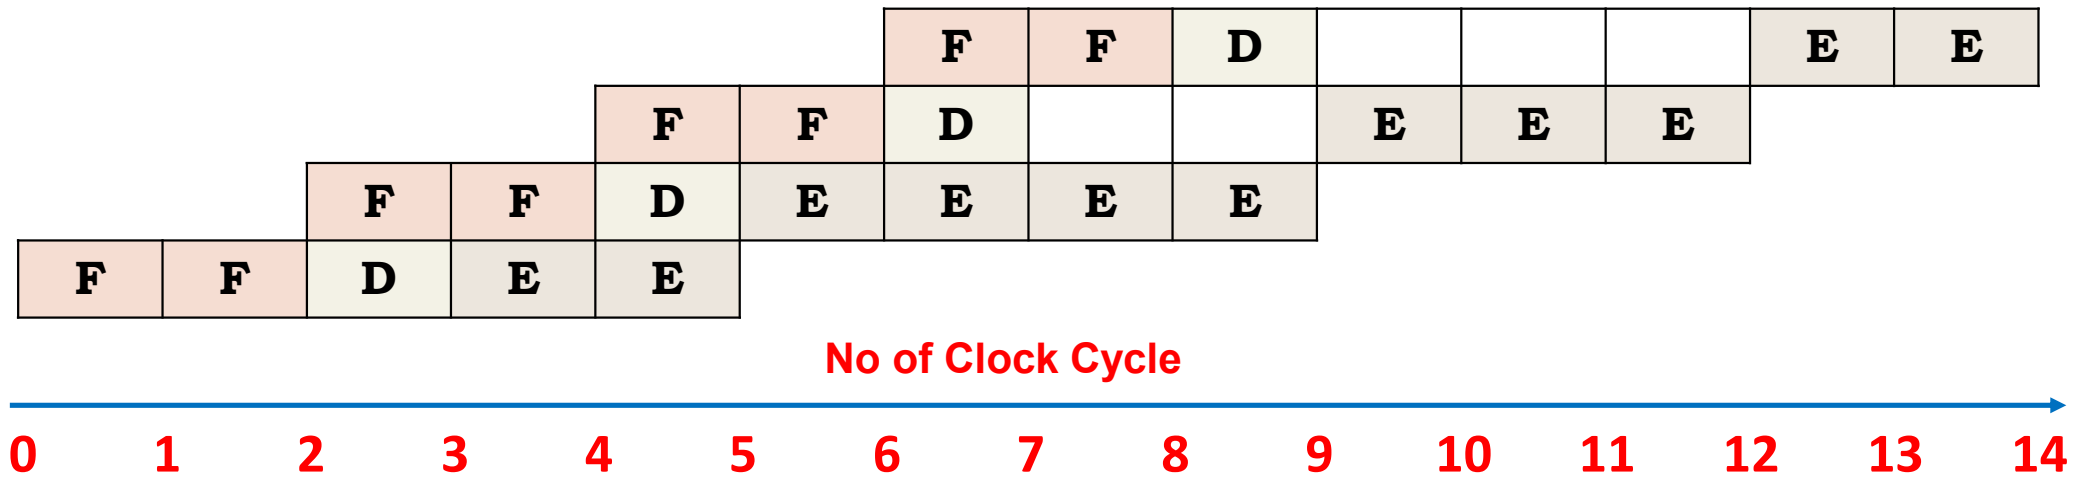 F F D E E
F F D E E E
F F D E E E E
F F D E E
No of Clock Cycle
0 1 2 3 4 5 6 7 8 9 10 11 12 13 14